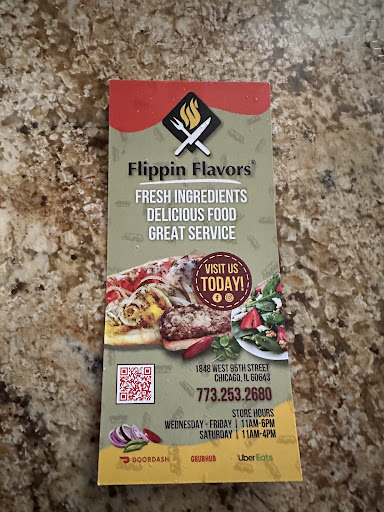 Flippin Flavors
FRESH INGREDIENTS
DELICIOUS FOOD
GREAT SERVICE
VISIT US
TODAY!
1848 WEST 95TH STREET
CHICAGO, IL 60643
773.253.2680
STORE HOURS
WEDNESDAY - FRIDAY | 11AM-6PM
SATURDAY | 11AM-4PM
DOORDASH GRUBHUB Uber Eats